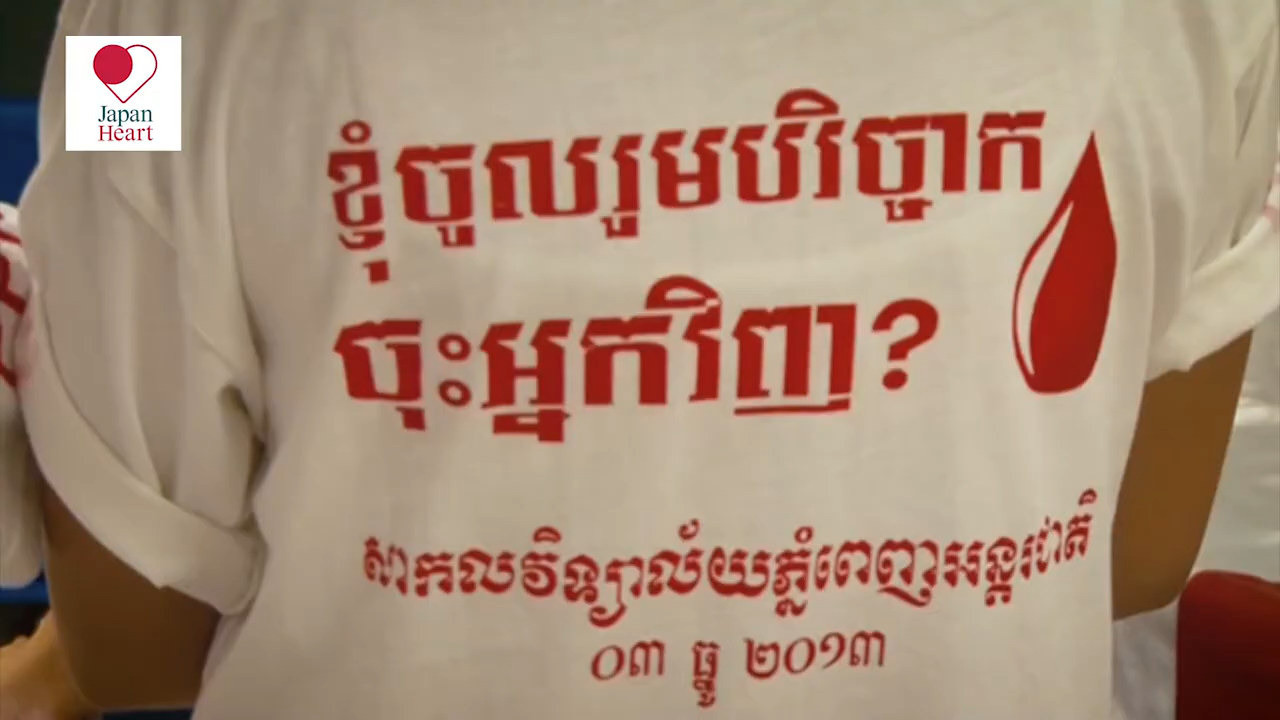 Japan
Heart
ខ្ញុំចូលរួមបរិច្ចាក
ចុះអ្នកវិញ?
សាកលវិទ្យាល័យភ្នំពេញអន្តរជាតិ
០៣ ធ្នូ ២០១៣